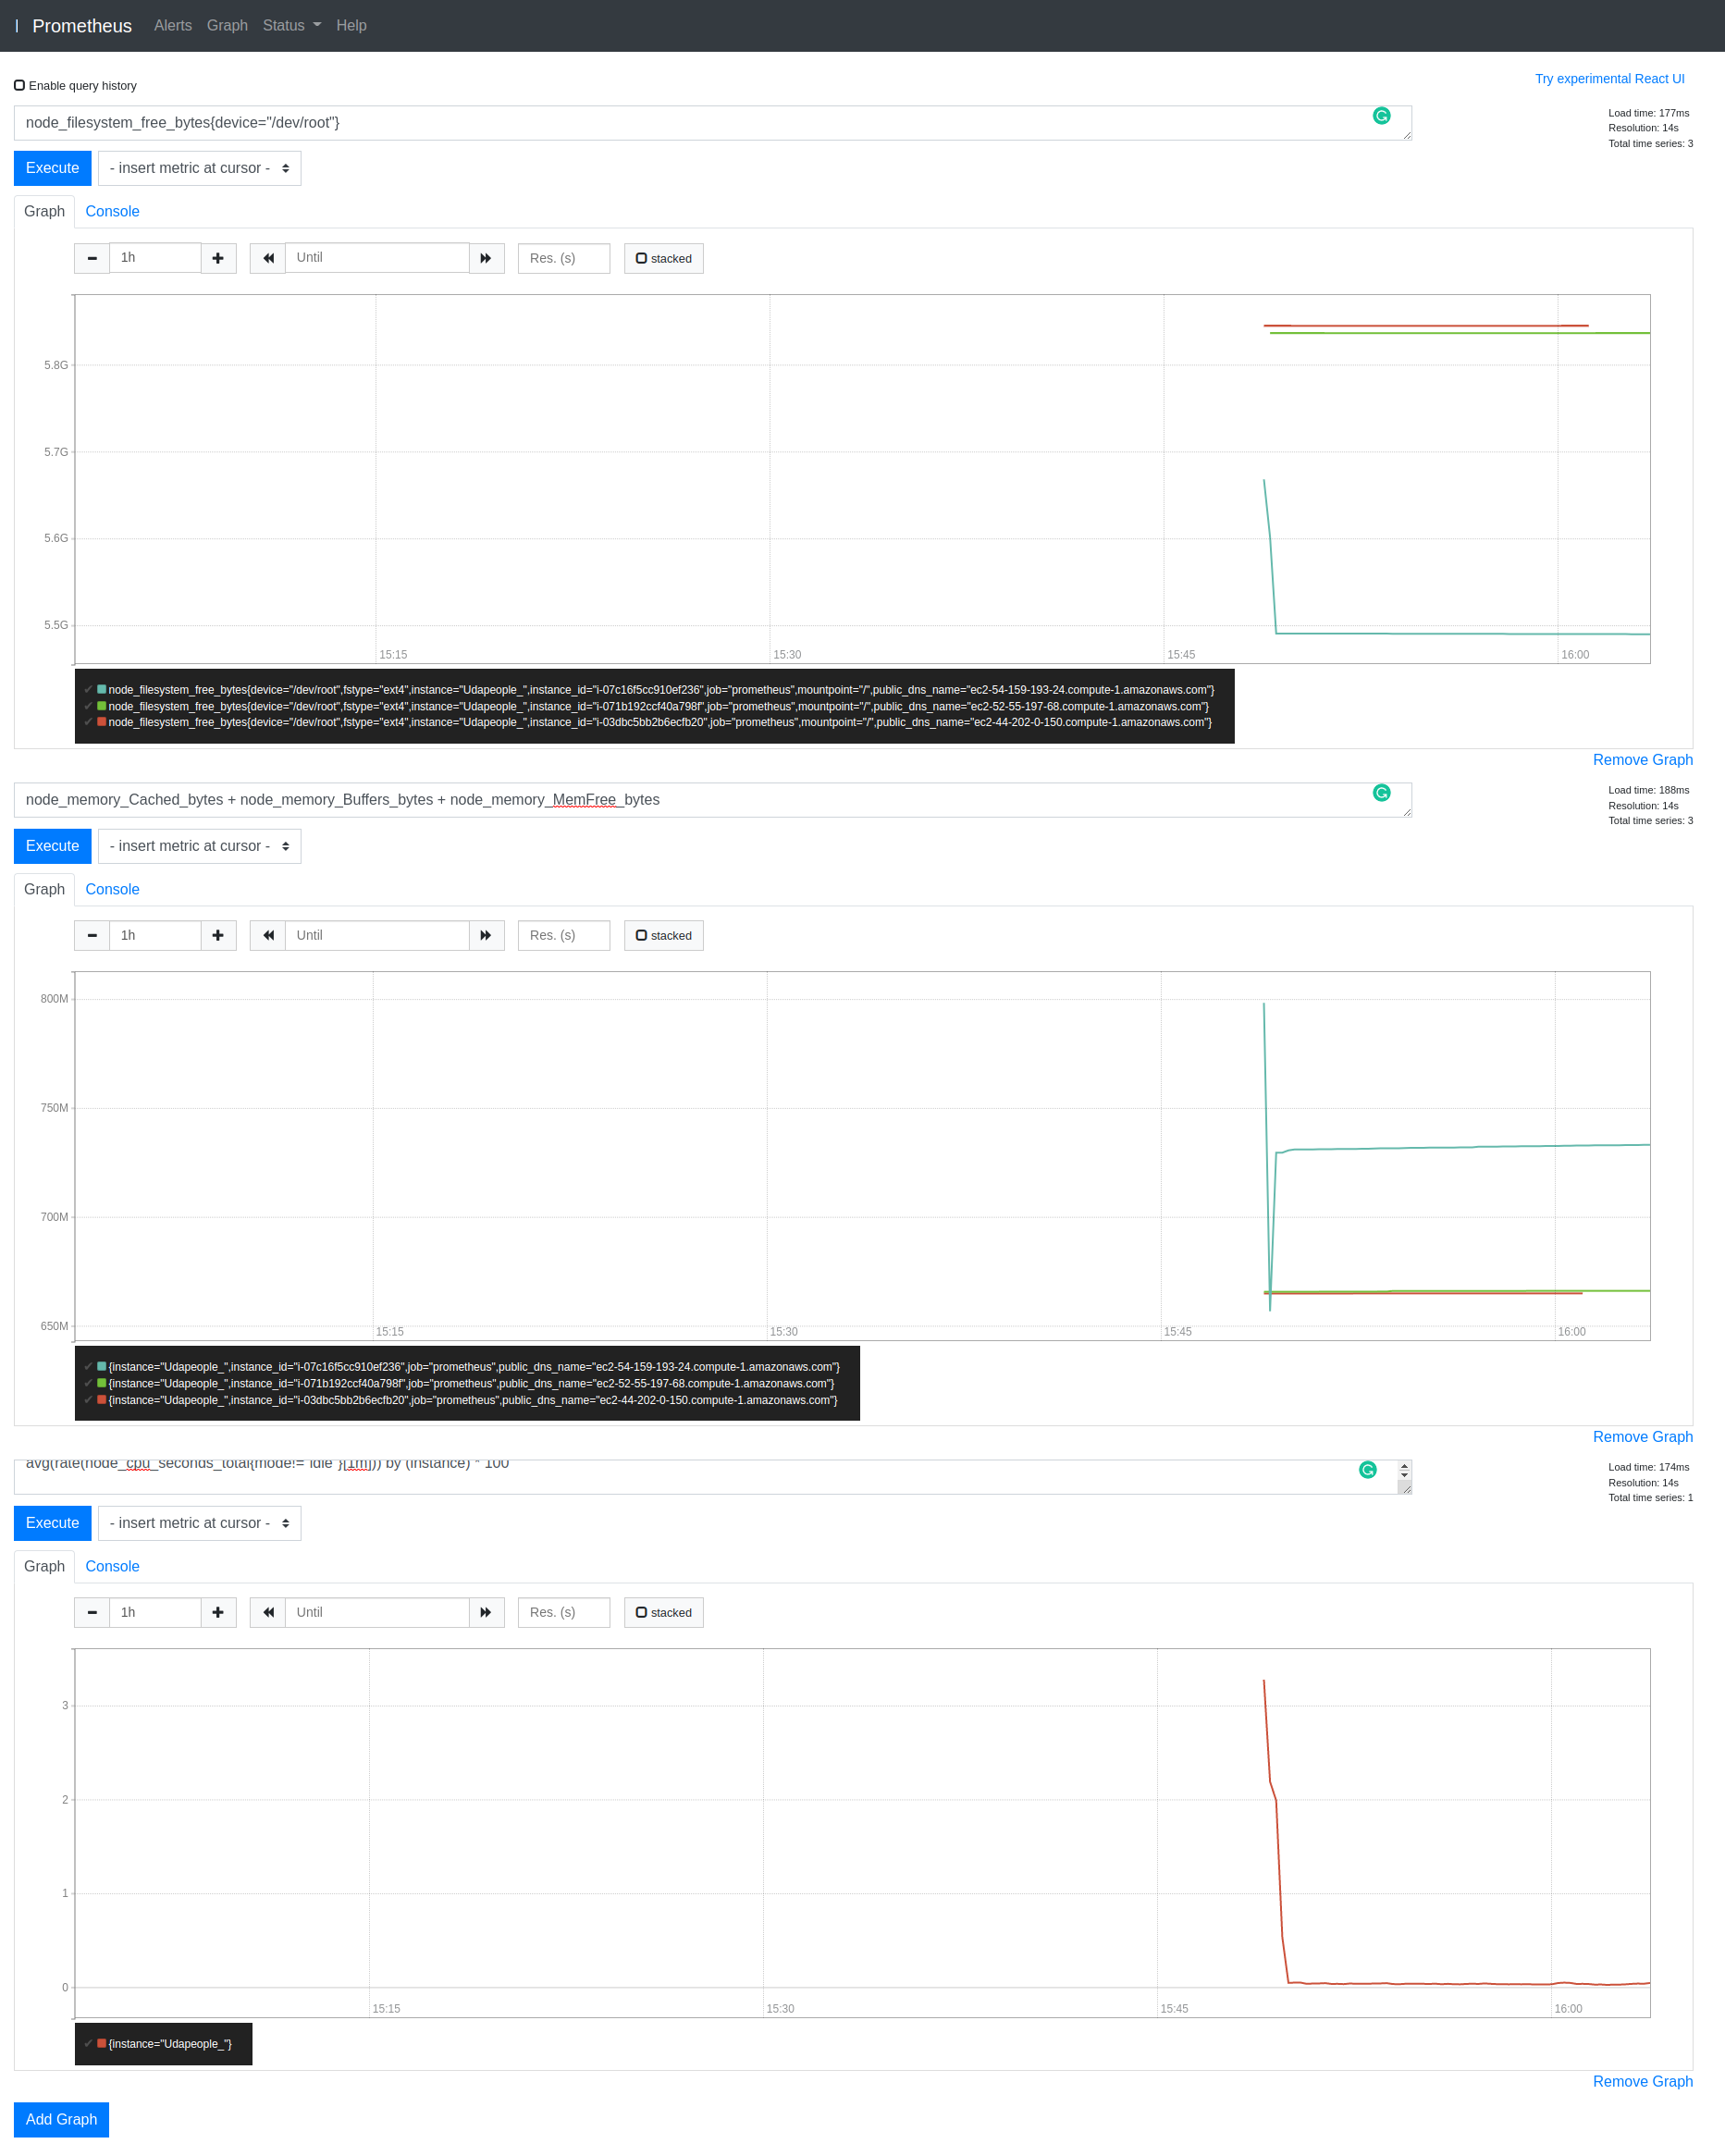 Prometheus Alerts Graph Status Help
Enable query history
Try experimental React UI
node_filesystem_free_bytes{device="/dev/root"}
Load time: 177ms
Resolution: 14s
Total time series: 3
Execute - insert metric at cursor -
Graph Console
1h Until Res. (s) stacked
5.8G
5.7G
5.6G
5.5G
15:15 15:30 15:45 16:00
node_filesystem_free_bytes{device="/dev/root",fstype="ext4",instance="Udapeople_",instance_id="i-07c16f5cc910ef236",job="prometheus",mountpoint="/",public_dns_name="ec2-54-159-193-24.compute-1.amazonaws.com"}
node_filesystem_free_bytes{device="/dev/root",fstype="ext4",instance="Udapeople_",instance_id="i-071b192ccf40a798f",job="prometheus",mountpoint="/",public_dns_name="ec2-52-55-197-68.compute-1.amazonaws.com"}
node_filesystem_free_bytes{device="/dev/root",fstype="ext4",instance="Udapeople_",instance_id="i-03dbc5bb2b6ecfb20",job="prometheus",mountpoint="/",public_dns_name="ec2-44-202-0-150.compute-1.amazonaws.com"}
Remove Graph
node_memory_Cached_bytes + node_memory_Buffers_bytes + node_memory_MemFree_bytes
Load time: 188ms
Resolution: 14s
Total time series: 3
Execute - insert metric at cursor -
Graph Console
1h Until Res. (s) stacked
800M
750M
700M
650M
15:15 15:30 15:45 16:00
{instance="Udapeople_",instance_id="i-07c16f5cc910ef236",job="prometheus",public_dns_name="ec2-54-159-193-24.compute-1.amazonaws.com"}
{instance="Udapeople_",instance_id="i-071b192ccf40a798f",job="prometheus",public_dns_name="ec2-52-55-197-68.compute-1.amazonaws.com"}
{instance="Udapeople_",instance_id="i-03dbc5bb2b6ecfb20",job="prometheus",public_dns_name="ec2-44-202-0-150.compute-1.amazonaws.com"}
Remove Graph
avg(rate(node_cpu_seconds_total{mode!="idle"}[1m])) by (instance) * 100
Load time: 174ms
Resolution: 14s
Total time series: 1
Execute - insert metric at cursor -
Graph Console
1h Until Res. (s) stacked
3
2
1
0
15:15 15:30 15:45 16:00
{instance="Udapeople_"}
Remove Graph
Add Graph